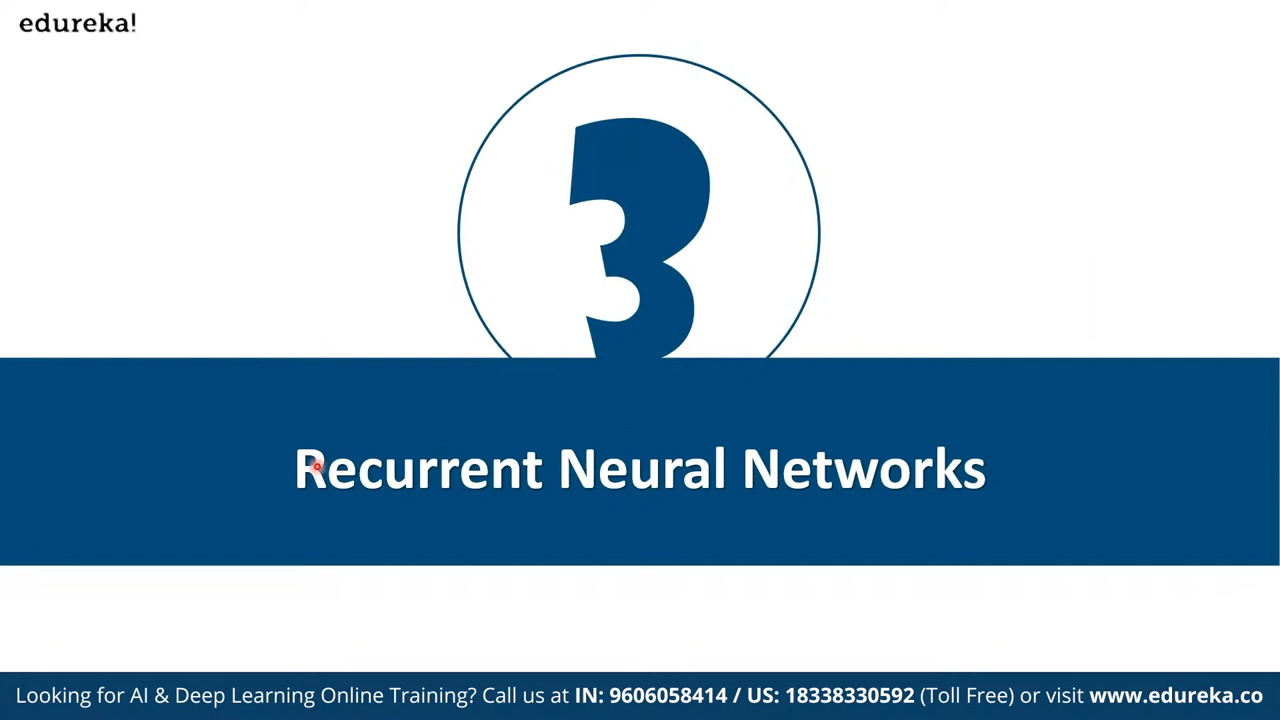 edureka!
3
Recurrent Neural Networks
Looking for AI & Deep Learning Online Training? Call us at IN: 9606058414 / US: 18338330592 (Toll Free) or visit www.edureka.co